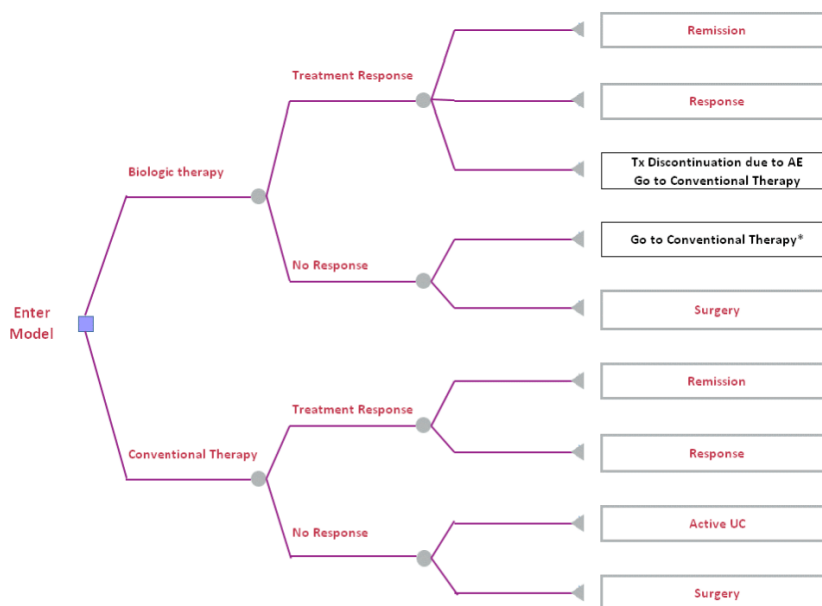 Remission
Treatment Response
Response
Tx Discontinuation due to AE
Go to Conventional Therapy
Biologic therapy
Go to Conventional Therapy*
No Response
Surgery
Enter
Model
Remission
Treatment Response
Conventional Therapy
Response
Active UC
No Response
Surgery